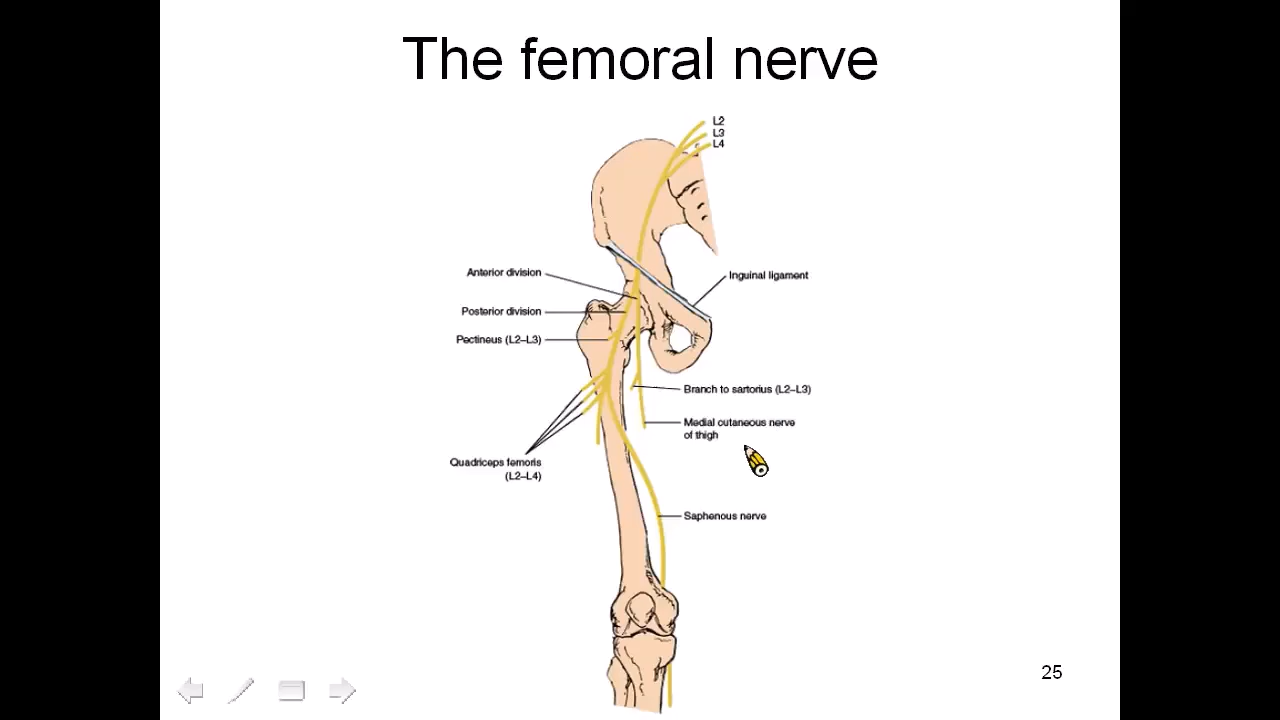 The femoral nerve
L2
L3
L4
Anterior division
Inguinal ligament
Posterior division
Pectineus (L2–L3)
Branch to sartorius (L2–L3)
Medial cutaneous nerve
of thigh
Quadriceps femoris
(L2–L4)
Saphenous nerve
25